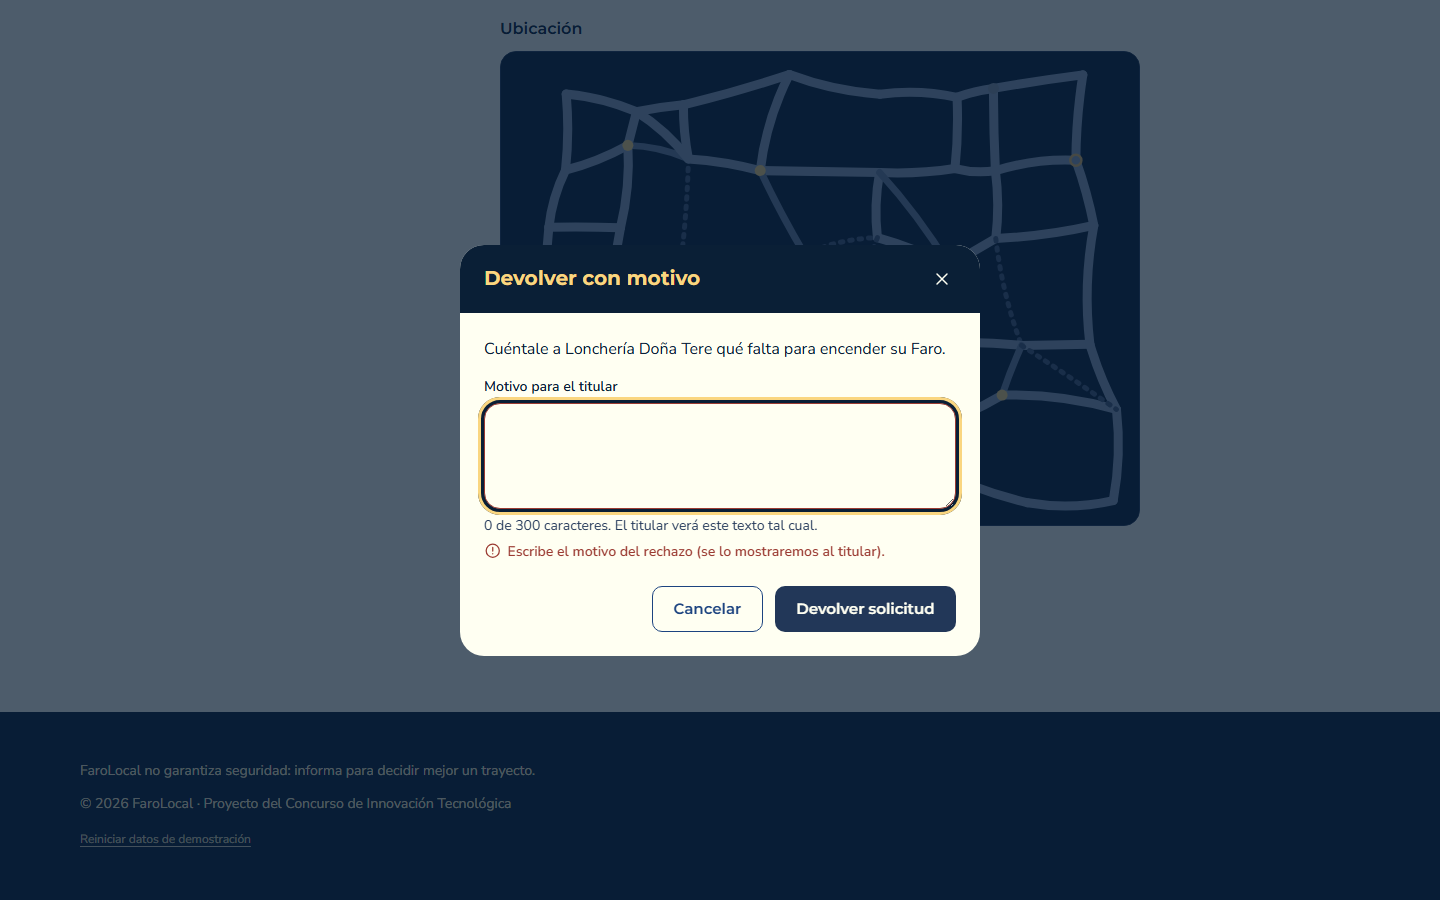 Ubicación
Devolver con motivo
Cuéntale a Lonchería Doña Tere qué falta para encender su Faro.
Motivo para el titular
0 de 300 caracteres. El titular verá este texto tal cual.
Escribe el motivo del rechazo (se lo mostraremos al titular).
Cancelar
Devolver solicitud
FaroLocal no garantiza seguridad: informa para decidir mejor un trayecto.
© 2026 FaroLocal · Proyecto del Concurso de Innovación Tecnológica
Reiniciar datos de demostración